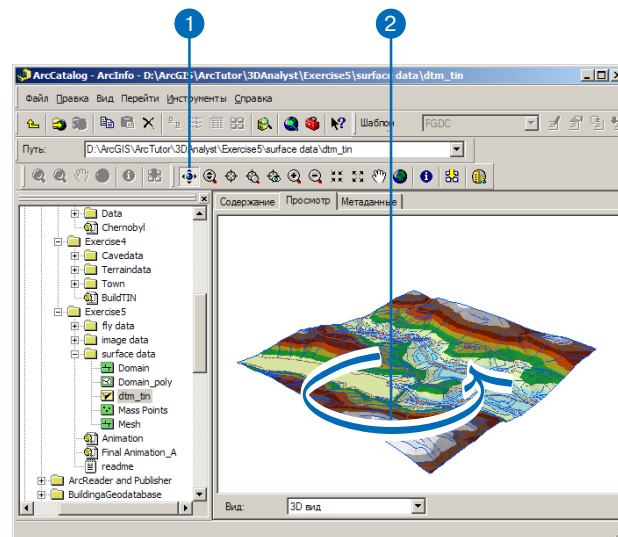 1 2
ArcCatalog - ArcInfo - D:\ArcGIS\ArcTutor\3DAnalyst\Exercise5\surface data\dtm_tin
Файл Правка Вид Перейти Инструменты Справка
Шаблон FGDC
Путь: D:\ArcGIS\ArcTutor\3DAnalyst\Exercise5\surface data\dtm_tin
Содержание Просмотр Метаданные
Data
Chernobyl
Exercise4
Cavedata
Terraindata
Town
BuildTIN
Exercise5
fly data
image data
surface data
Domain
Domain_poly
dtm_tin
Mass Points
Mesh
Animation
Final Animation_A
readme
ArcReader and Publisher
BuildingaGeodatabase
Вид: 3D вид